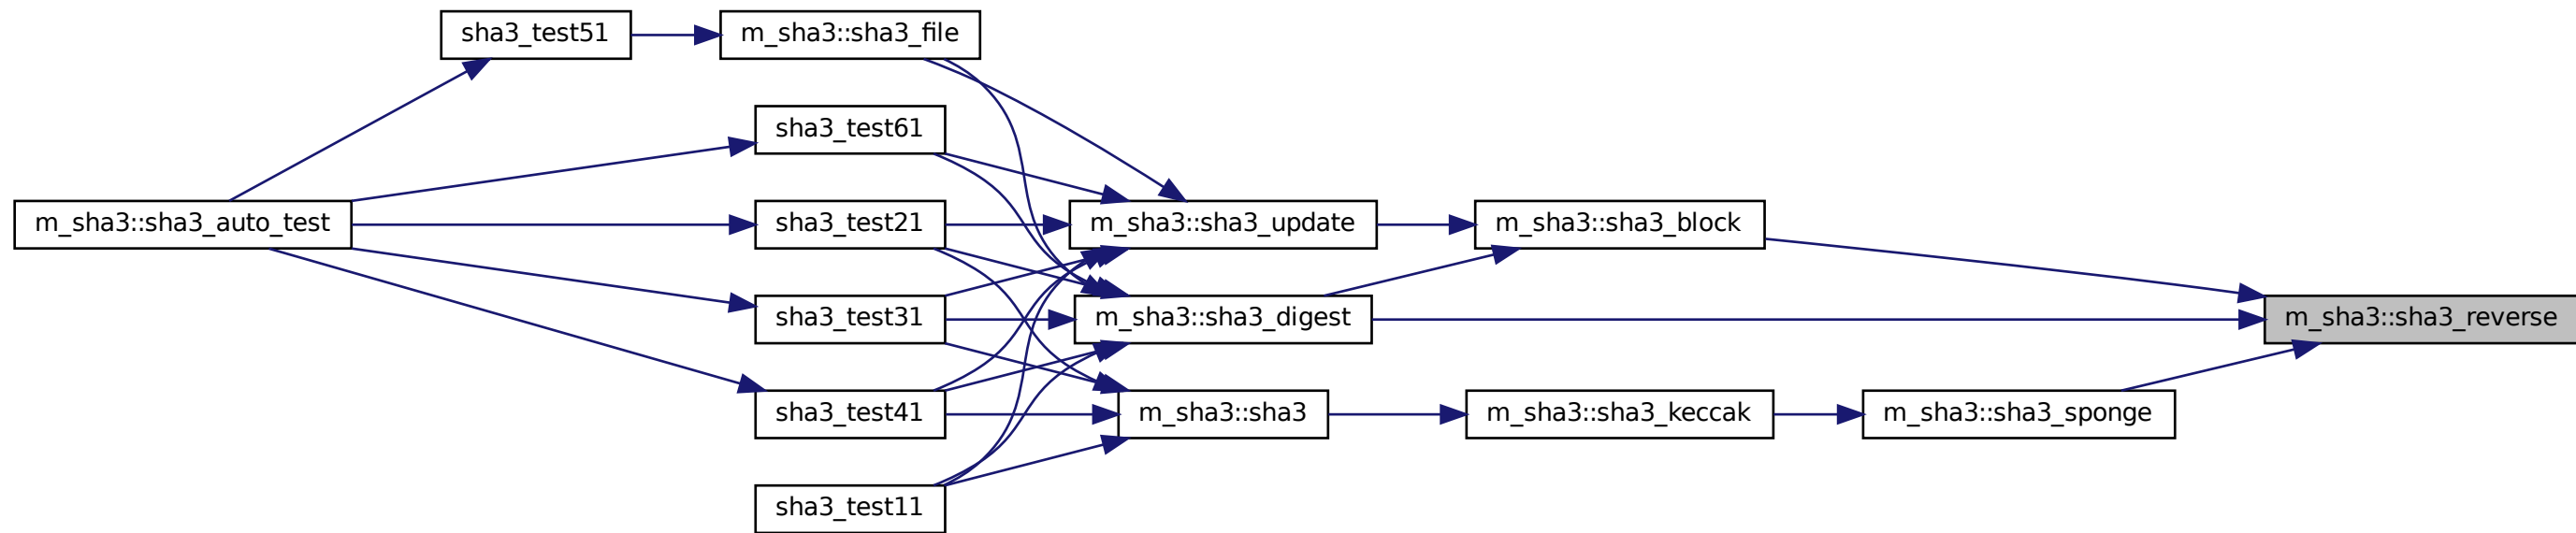 sha3_test51
m_sha3::sha3_file
sha3_test61
m_sha3::sha3_auto_test
sha3_test21
m_sha3::sha3_update
m_sha3::sha3_block
sha3_test31
m_sha3::sha3_digest
m_sha3::sha3_reverse
sha3_test41
m_sha3::sha3
m_sha3::sha3_keccak
m_sha3::sha3_sponge
sha3_test11